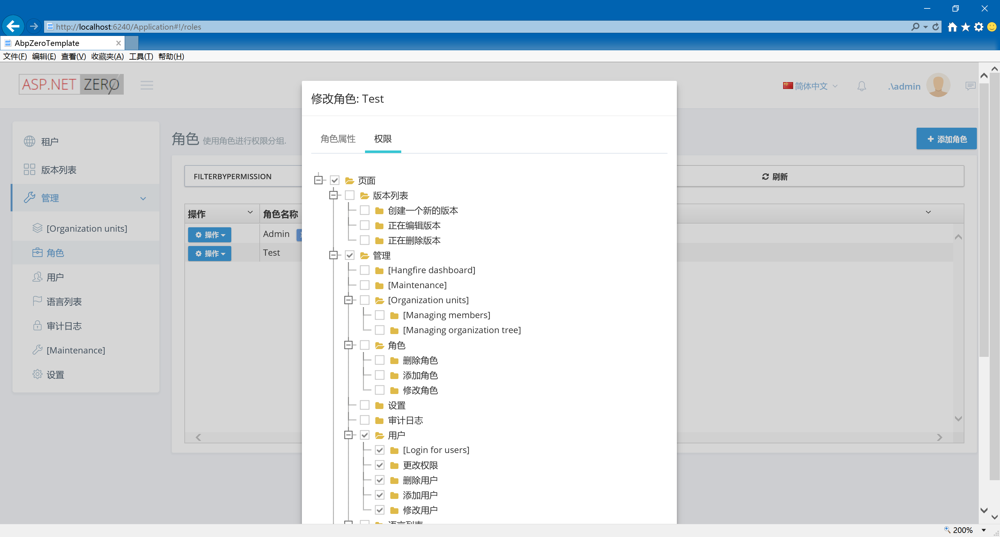 http://localhost:6240/Application#!/roles
AbpZeroTemplate
文件(F) 编辑(E) 查看(V) 收藏夹(A) 工具(T) 帮助(H)
ASP.NET ZERO
简体中文
.\admin
修改角色: Test
角色属性 权限
租户
版本列表
管理
[Organization units]
角色
用户
语言列表
审计日志
[Maintenance]
设置
角色 使用角色进行权限分组.
添加角色
FILTERBYPERMISSION
刷新
操作 角色名称
操作 Admin
操作 Test
页面
版本列表
创建一个新的版本
正在编辑版本
正在删除版本
管理
[Hangfire dashboard]
[Maintenance]
[Organization units]
[Managing members]
[Managing organization tree]
角色
删除角色
添加角色
修改角色
设置
审计日志
用户
[Login for users]
更改权限
删除用户
添加用户
修改用户
语言列表
200%